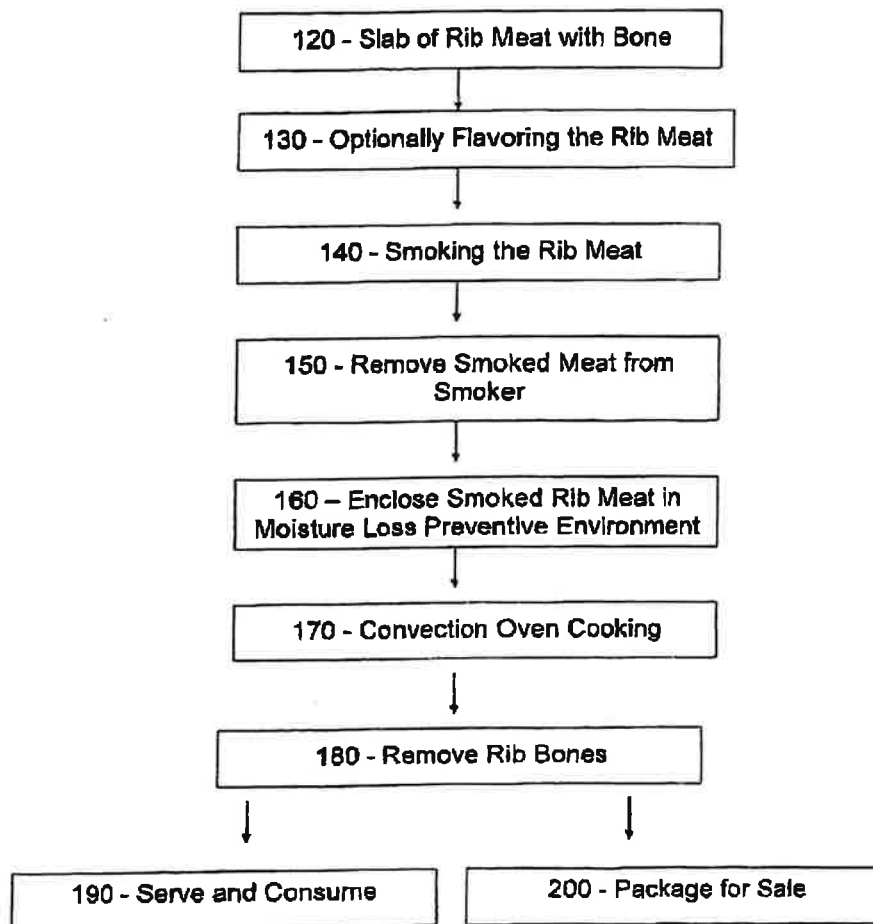 120 - Slab of Rib Meat with Bone
130 - Optionally Flavoring the Rib Meat
140 - Smoking the Rib Meat
150 - Remove Smoked Meat from
Smoker
160 – Enclose Smoked Rib Meat in
Moisture Loss Preventive Environment
170 - Convection Oven Cooking
180 - Remove Rib Bones
190 - Serve and Consume
200 - Package for Sale